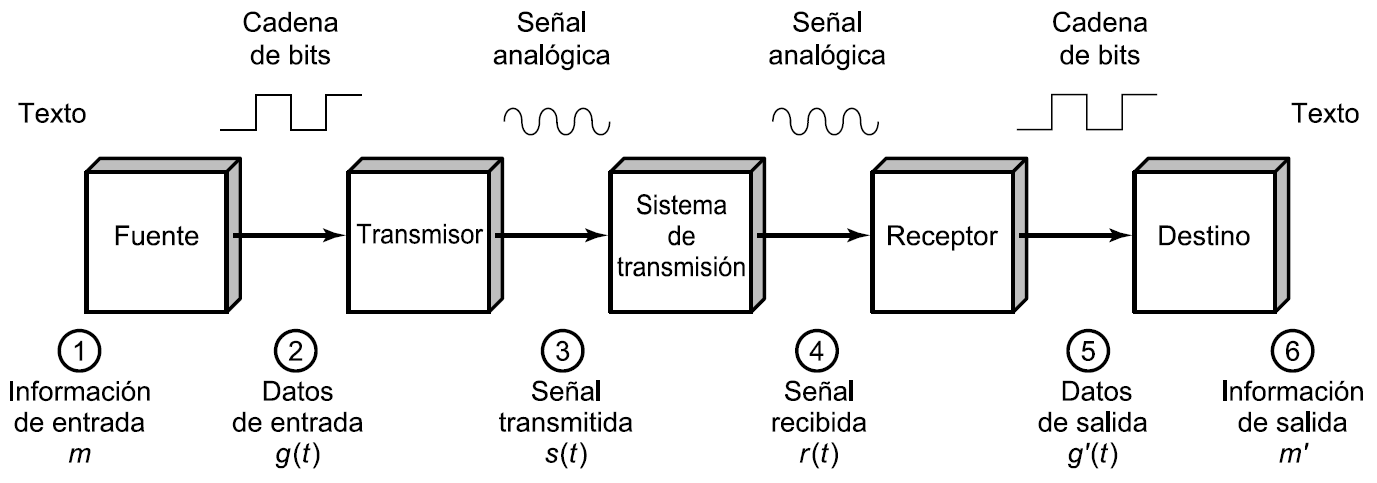 Cadena
de bits
Señal
analógica
Señal
analógica
Cadena
de bits
Texto
Texto
Fuente
Transmisor
Sistema
de
transmisión
Receptor
Destino
1
Información
de entrada
m
2
Datos
de entrada
g(t)
3
Señal
transmitida
s(t)
4
Señal
recibida
r(t)
5
Datos
de salida
g'(t)
6
Información
de salida
m'